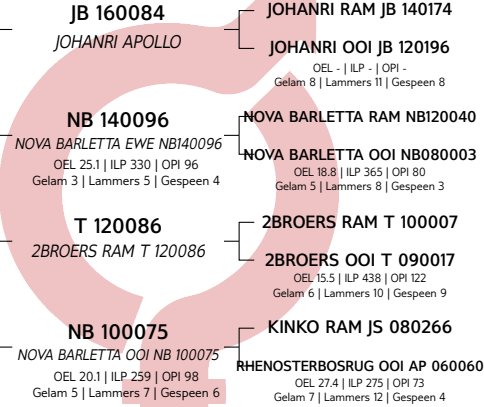 JB 160084
JOHANRI APOLLO
NB 140096
NOVA BARLETTA EWE NB140096
OEL 25.1 | ILP 330 | OPI 96
Gelam 3 | Lammers 5 | Gespeen 4
T 120086
2BROERS RAM T 120086
NB 100075
NOVA BARLETTA OOI NB 100075
OEL 20.1 | ILP 259 | OPI 98
Gelam 5 | Lammers 7 | Gespeen 6
JOHANRI RAM JB 140174
JOHANRI OOI JB 120196
OEL - | ILP - | OPI -
Gelam 8 | Lammers 11 | Gespeen 8
NOVA BARLETTA RAM NB120040
NOVA BARLETTA OOI NB080003
OEL 18.8 | ILP 365 | OPI 80
Gelam 5 | Lammers 8 | Gespeen 3
2BROERS RAM T 100007
2BROERS OOI T 090017
OEL 15.5 | ILP 438 | OPI 122
Gelam 6 | Lammers 10 | Gespeen 9
KINKO RAM JS 080266
RHENOSTERBOSRUG OOI AP 060060
OEL 27.4 | ILP 275 | OPI 73
Gelam 7 | Lammers 12 | Gespeen 4